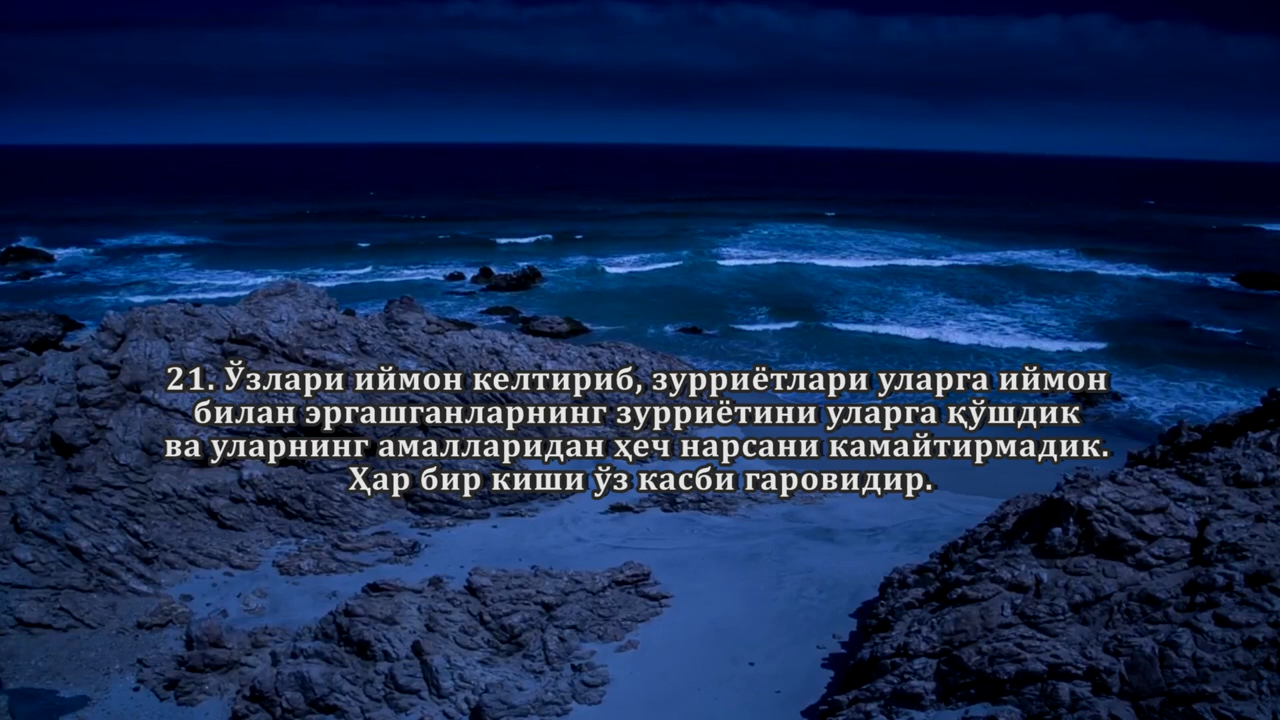 21. Ўзлари иймон келтириб, зурриётлари уларга иймон
билан эргашганларнинг зурриётини уларга қўшдик
ва уларнинг амалларидан ҳеч нарсани камайтирмадик.
Ҳар бир киши ўз касби гаровидир.